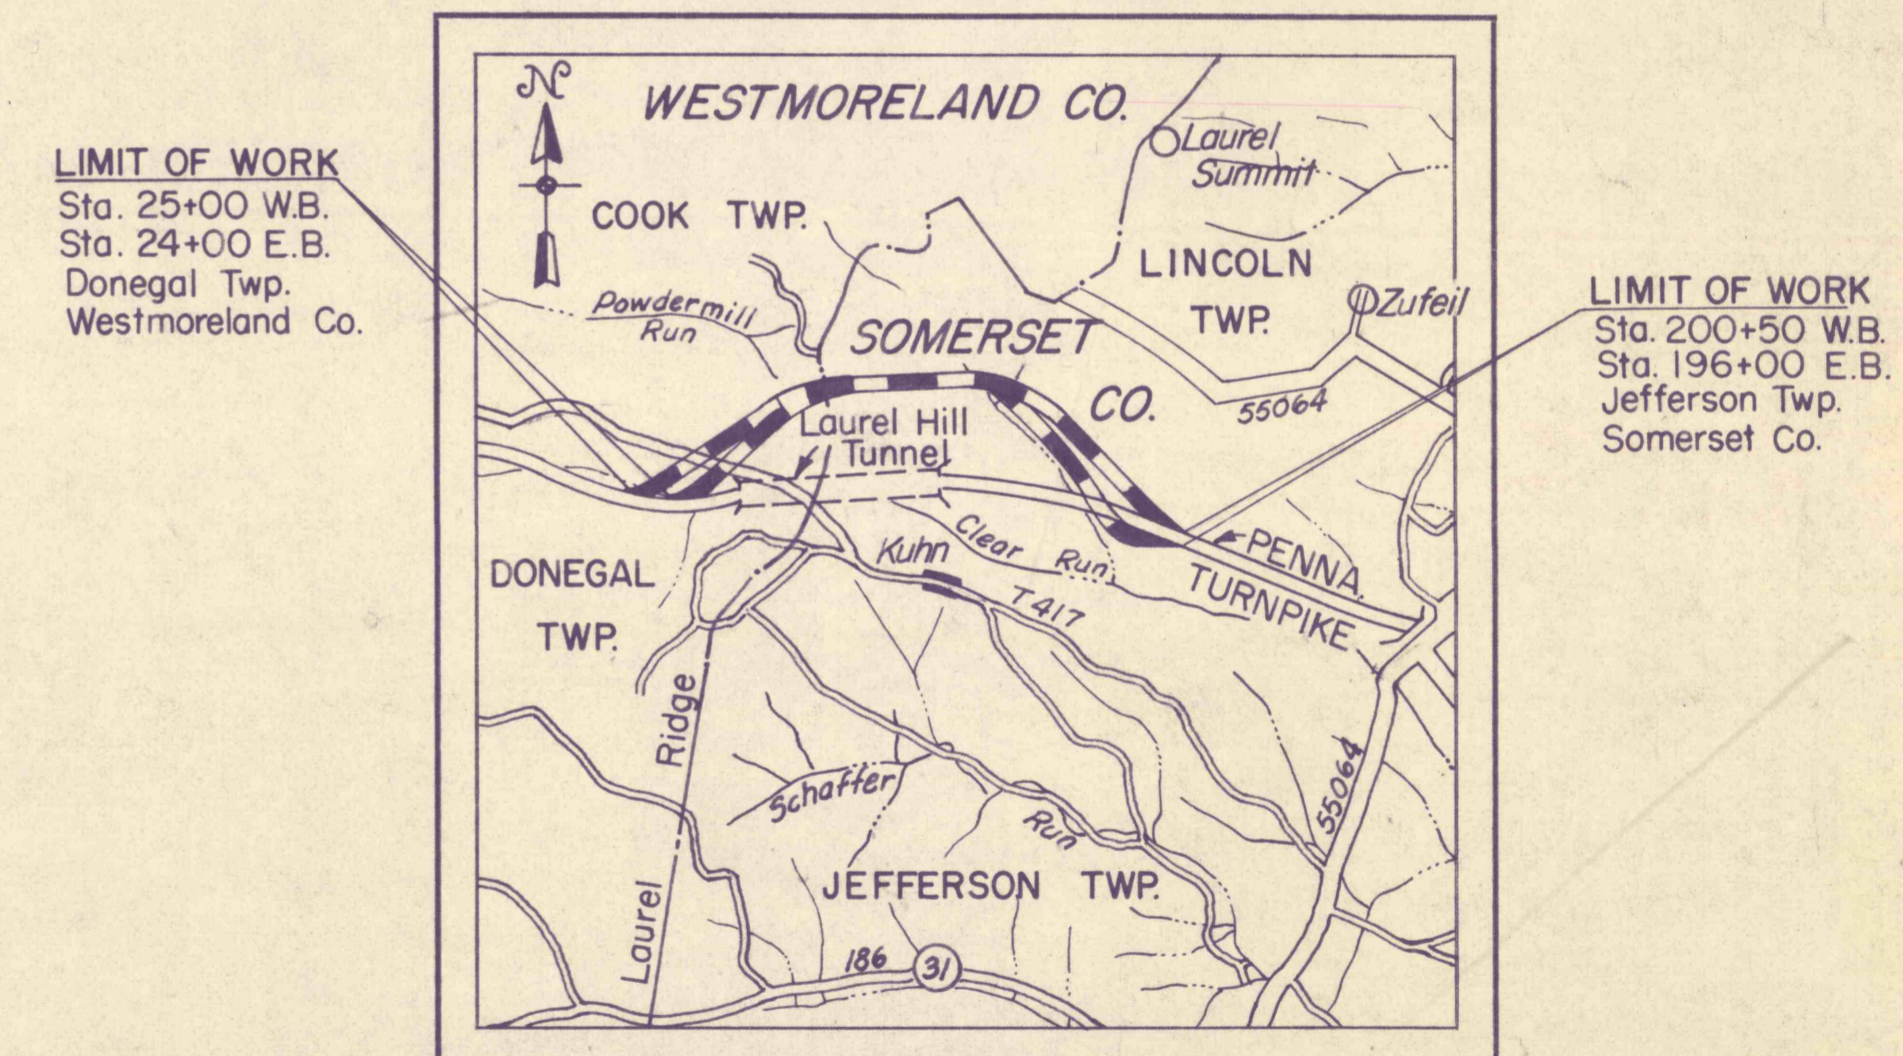 N
WESTMORELAND CO.
Laurel
Summit
LIMIT OF WORK
Sta. 25+00 W.B.
Sta. 24+00 E.B.
Donegal Twp.
Westmoreland Co.
COOK TWP.
LINCOLN
TWP.
Zufeil
LIMIT OF WORK
Sta. 200+50 W.B.
Sta. 196+00 E.B.
Jefferson Twp.
Somerset Co.
Powdermill
Run
SOMERSET
CO.
55064
Laurel Hill
Tunnel
DONEGAL
TWP.
Kuhn
Clear Run
T417
PENNA.
TURNPIKE
Laurel Ridge
Schaffer Run
55064
JEFFERSON TWP.
186
31